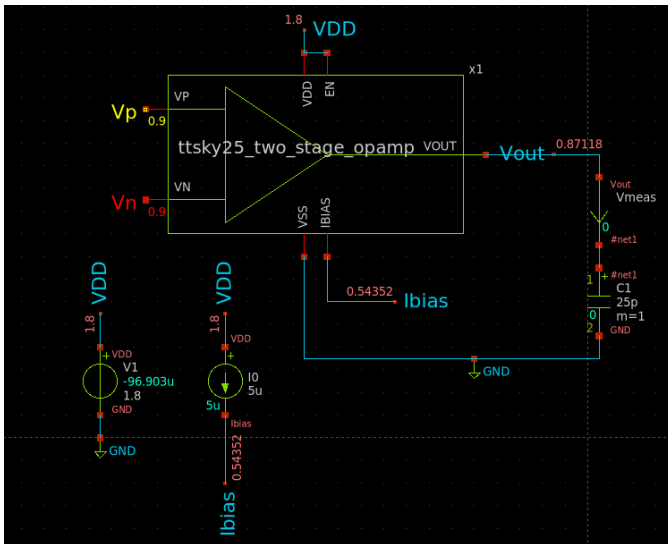 1.8
VDD
x1
VDD
EN
VP
Vp
0.9
ttsky25_two_stage_opamp
VOUT
Vout
0.87118
Vn
0.9
VN
VSS
IBIAS
Vout
Vmeas
0
#net1
#net1
1
+
C1
25p
0
m=1
2
GND
0.54352
Ibias
GND
VDD
1.8
VDD
+
V1
-96.903u
1.8
GND
GND
VDD
1.8
VDD
+
I0
5u
5u
Ibias
0.54352
Ibias